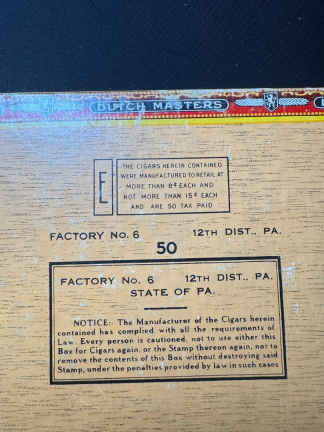 DUTCH MASTERS
E
THE CIGARS HEREIN CONTAINED
WERE MANUFACTURED TO RETAIL AT
MORE THAN 8¢ EACH AND
NOT MORE THAN 15¢ EACH
AND ARE SO TAX PAID
FACTORY No. 6 12TH DIST., PA.
50
FACTORY No. 6 12TH DIST., PA.
STATE OF PA.
NOTICE: The Manufacturer of the Cigars herein
contained has complied with all the requirements of
Law. Every person is cautioned, not to use either this
Box for Cigars again, or the Stamp thereon again, not to
remove the contents of this Box without destroying said
Stamp, under the penalties provided by law in such cases